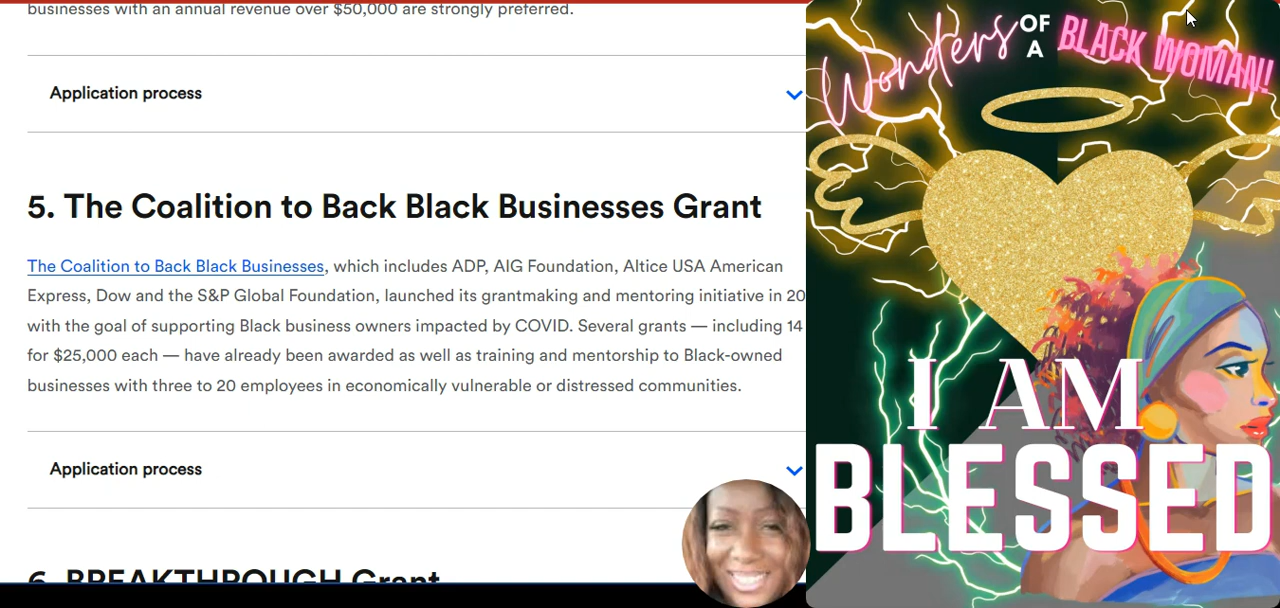 businesses with an annual revenue over $50,000 are strongly preferred.
Application process
5. The Coalition to Back Black Businesses Grant
The Coalition to Back Black Businesses, which includes ADP, AIG Foundation, Altice USA American
Express, Dow and the S&P Global Foundation, launched its grantmaking and mentoring initiative in 20
with the goal of supporting Black business owners impacted by COVID. Several grants — including 14
for $25,000 each — have already been awarded as well as training and mentorship to Black-owned
businesses with three to 20 employees in economically vulnerable or distressed communities.
Application process
6. BREAKTHROUGH Grant
Wonders OF
A BLACK WOMAN!
I AM
BLESSED